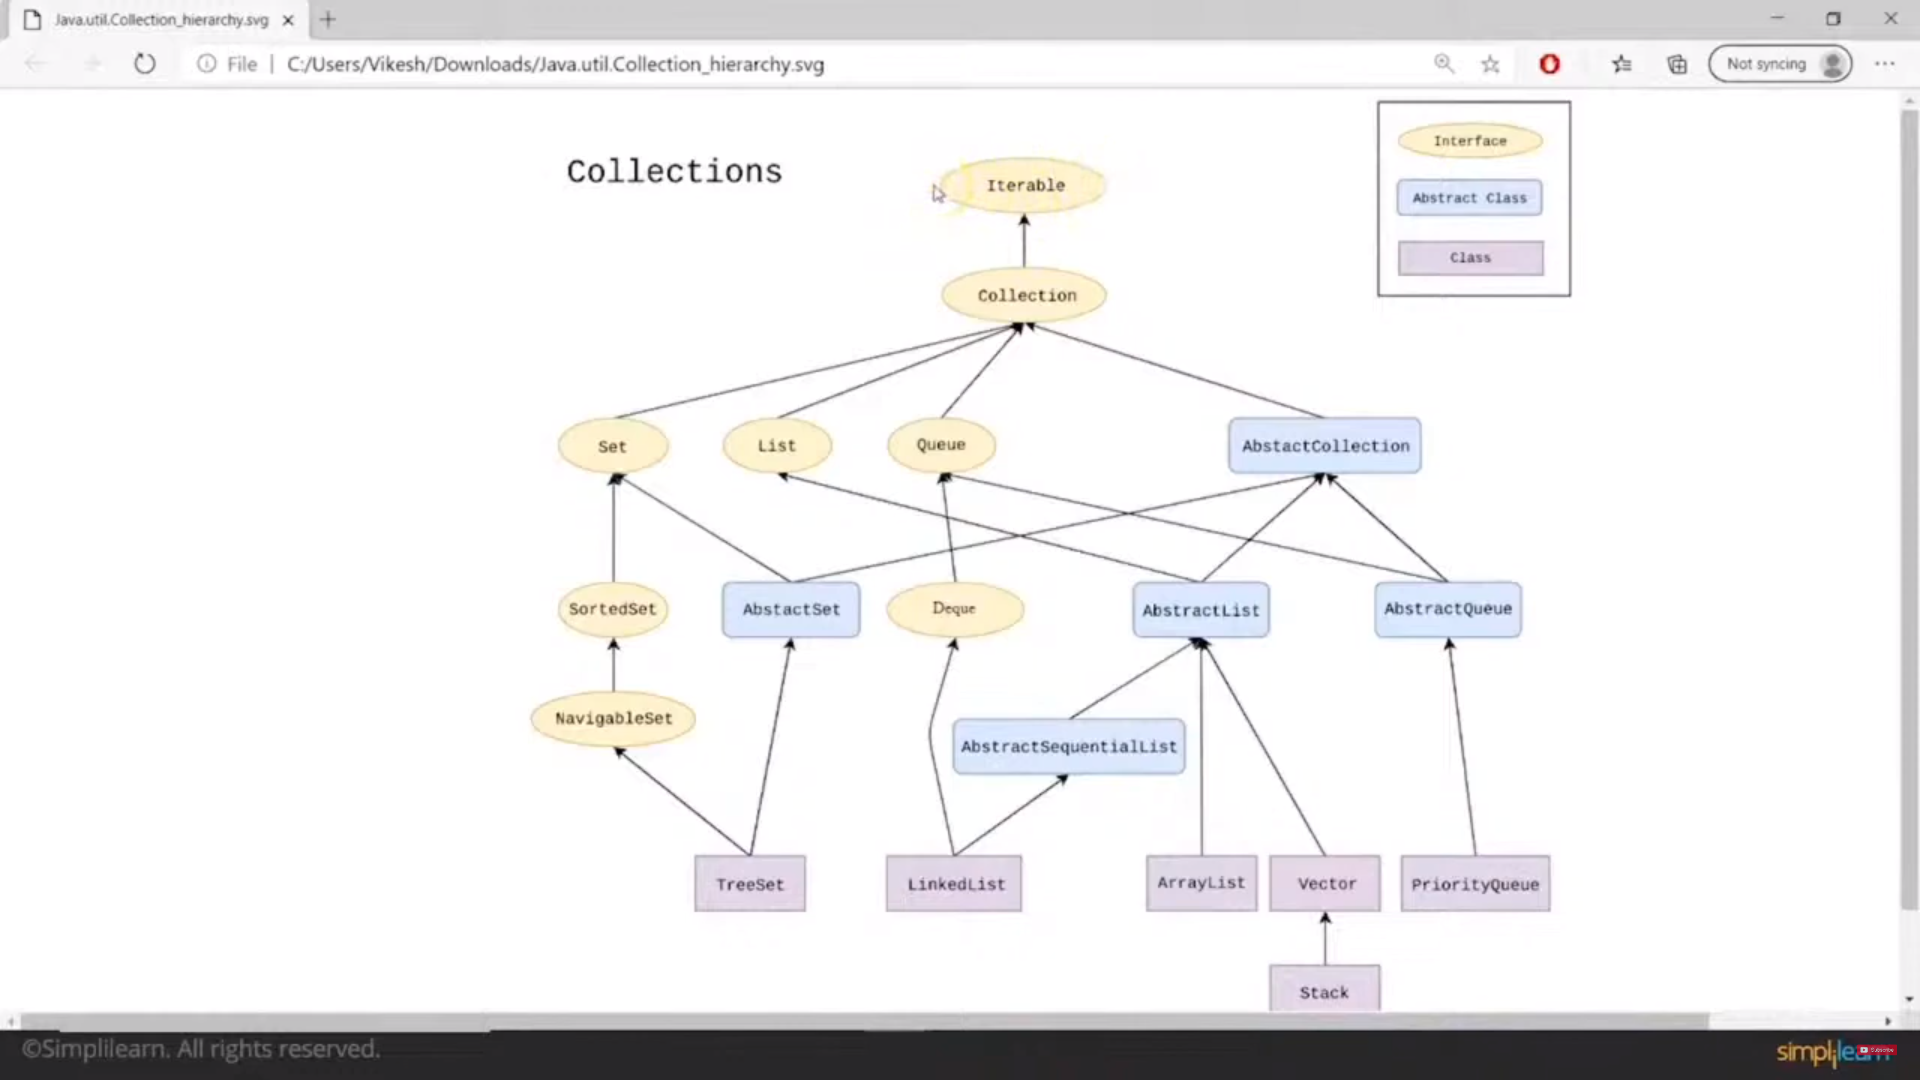 Java.util.Collection_hierarchy.svg
File | C:/Users/Vikesh/Downloads/Java.util.Collection_hierarchy.svg
Not syncing
Collections
Iterable
Interface
Abstract Class
Class
Collection
Set
List
Queue
AbstactCollection
SortedSet
AbstactSet
Deque
AbstractList
AbstractQueue
NavigableSet
AbstractSequentialList
TreeSet
LinkedList
ArrayList
Vector
PriorityQueue
Stack
©Simplilearn. All rights reserved.
simplilearn
Subscribe